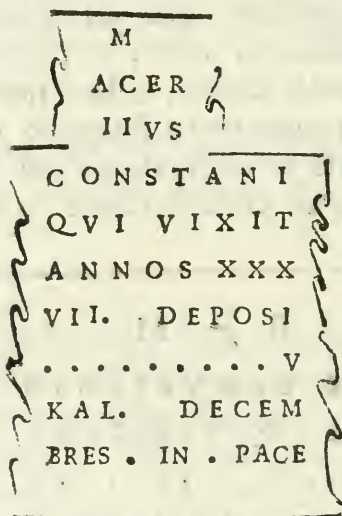 M
ACER
IIVS
CONSTANI
QVI VIXIT
ANNOS XXX
VII. DEPOSI
. . . . . . . . . V
KAL. DECEM
BRES . IN . PACE